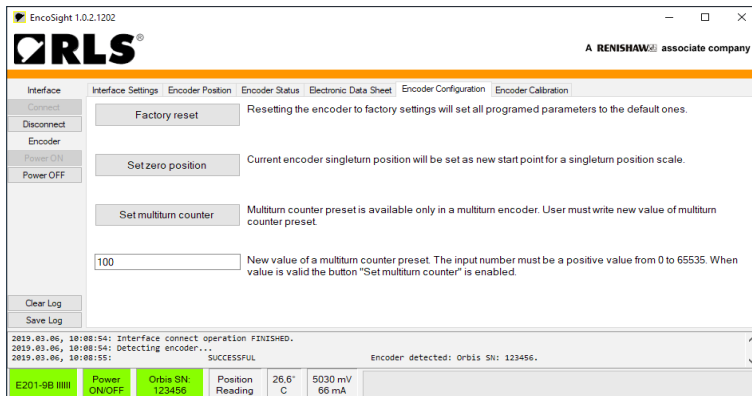 EncoSight 1.0.2.1202
RLS®
A RENISHAW associate company
Interface
Connect
Disconnect
Encoder
Power ON
Power OFF
Interface Settings Encoder Position Encoder Status Electronic Data Sheet Encoder Configuration Encoder Calibration
Factory reset
Resetting the encoder to factory settings will set all programed parameters to the default ones.
Set zero position
Current encoder singleturn position will be set as new start point for a singleturn position scale.
Set multiturn counter
Multiturn counter preset is available only in a multiturn encoder. User must write new value of multiturn
counter preset.
100
New value of a multiturn counter preset. The input number must be a positive value from 0 to 65535. When
value is valid the button "Set multiturn counter" is enabled.
Clear Log
Save Log
2019.03.06, 10:08:54: Interface connect operation FINISHED.
2019.03.06, 10:08:54: Detecting encoder...
2019.03.06, 10:08:55: SUCCESSFUL Encoder detected: Orbis SN: 123456.
E201-9B IIIIII
Power
ON/OFF
Orbis SN:
123456
Position
Reading
26,6°
C
5030 mV
66 mA